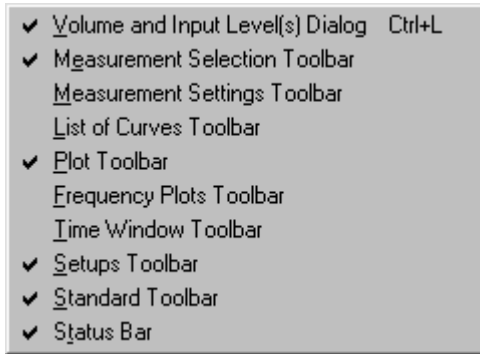 Volume and Input Level(s) Dialog Ctrl+L
Measurement Selection Toolbar
Measurement Settings Toolbar
List of Curves Toolbar
Plot Toolbar
Frequency Plots Toolbar
Time Window Toolbar
Setups Toolbar
Standard Toolbar
Status Bar